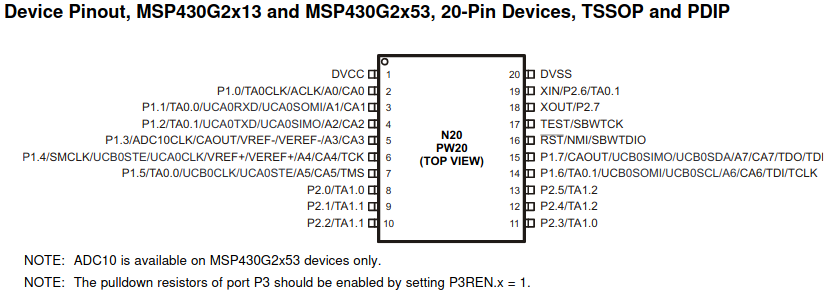 Device Pinout, MSP430G2x13 and MSP430G2x53, 20-Pin Devices, TSSOP and PDIP
DVCC 1 20 DVSS
P1.0/TA0CLK/ACLK/A0/CA0 2 19 XIN/P2.6/TA0.1
P1.1/TA0.0/UCA0RXD/UCA0SOMI/A1/CA1 3 18 XOUT/P2.7
P1.2/TA0.1/UCA0TXD/UCA0SIMO/A2/CA2 4 17 TEST/SBWTCK
P1.3/ADC10CLK/CAOUT/VREF-/VEREF-/A3/CA3 5 16 RST/NMI/SBWTDIO
P1.4/SMCLK/UCB0STE/UCA0CLK/VREF+/VEREF+/A4/CA4/TCK 6 15 P1.7/CAOUT/UCB0SIMO/UCB0SDA/A7/CA7/TDO/TDI
P1.5/TA0.0/UCB0CLK/UCA0STE/A5/CA5/TMS 7 14 P1.6/TA0.1/UCB0SOMI/UCB0SCL/A6/CA6/TDI/TCLK
P2.0/TA1.0 8 13 P2.5/TA1.2
P2.1/TA1.1 9 12 P2.4/TA1.2
P2.2/TA1.1 10 11 P2.3/TA1.0
N20
PW20
(TOP VIEW)
NOTE: ADC10 is available on MSP430G2x53 devices only.
NOTE: The pulldown resistors of port P3 should be enabled by setting P3REN.x = 1.